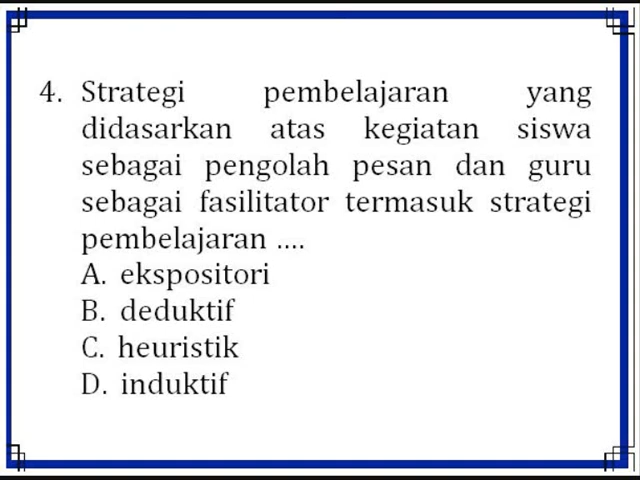 4. Strategi pembelajaran yang
didasarkan atas kegiatan siswa
sebagai pengolah pesan dan guru
sebagai fasilitator termasuk strategi
pembelajaran ....
A. ekspositori
B. deduktif
C. heuristik
D. induktif